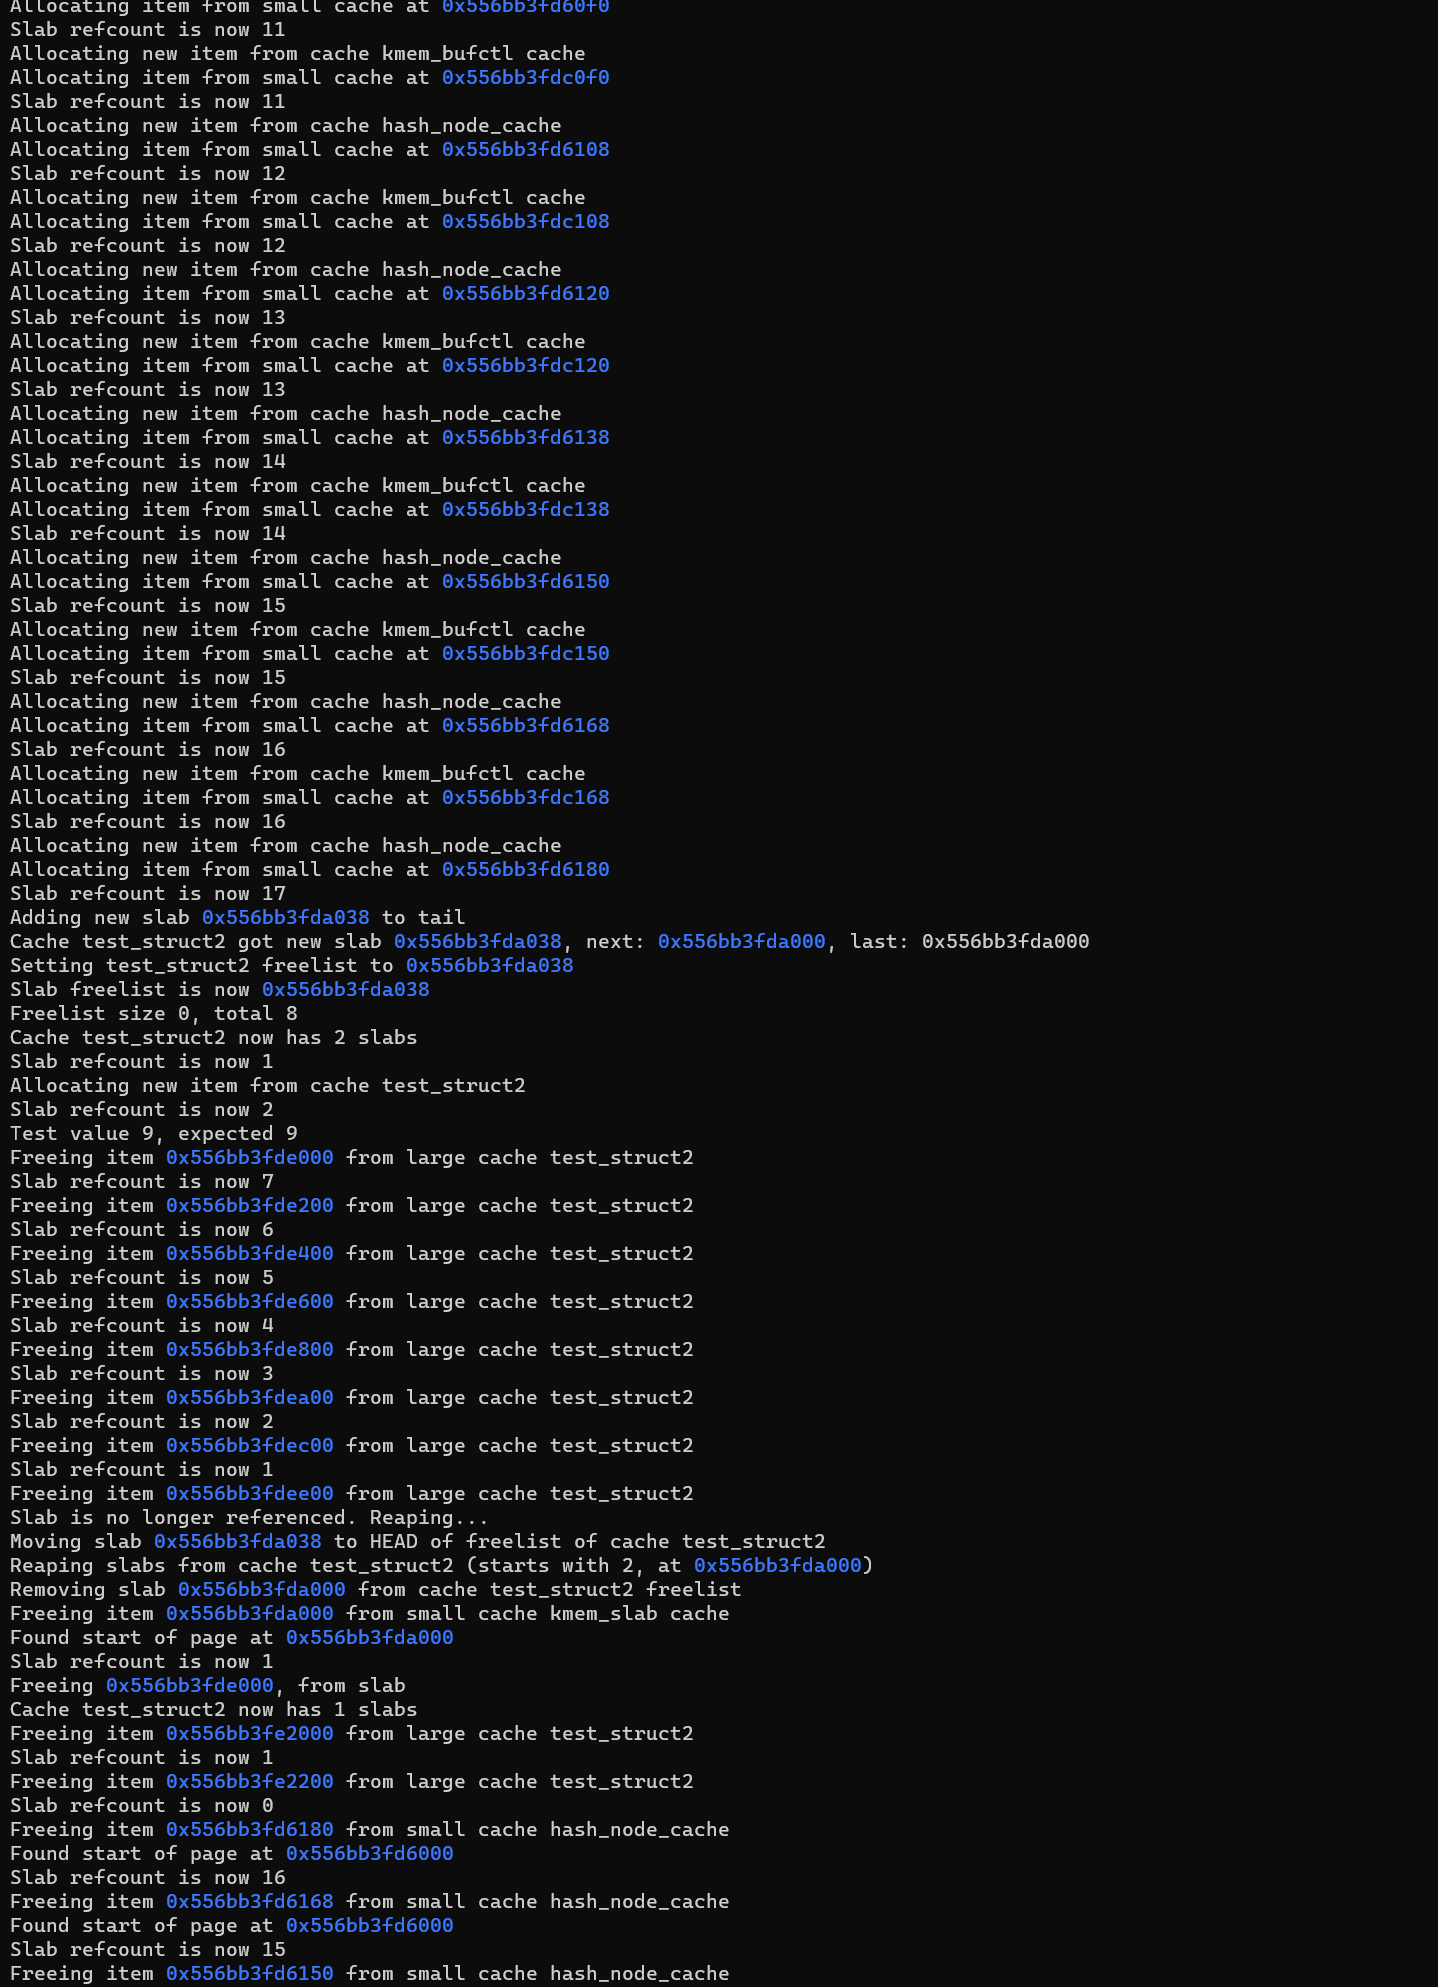 Allocating item from small cache at 0x556bb3fd60f0
Slab refcount is now 11
Allocating new item from cache kmem_bufctl cache
Allocating item from small cache at 0x556bb3fdc0f0
Slab refcount is now 11
Allocating new item from cache hash_node_cache
Allocating item from small cache at 0x556bb3fd6108
Slab refcount is now 12
Allocating new item from cache kmem_bufctl cache
Allocating item from small cache at 0x556bb3fdc108
Slab refcount is now 12
Allocating new item from cache hash_node_cache
Allocating item from small cache at 0x556bb3fd6120
Slab refcount is now 13
Allocating new item from cache kmem_bufctl cache
Allocating item from small cache at 0x556bb3fdc120
Slab refcount is now 13
Allocating new item from cache hash_node_cache
Allocating item from small cache at 0x556bb3fd6138
Slab refcount is now 14
Allocating new item from cache kmem_bufctl cache
Allocating item from small cache at 0x556bb3fdc138
Slab refcount is now 14
Allocating new item from cache hash_node_cache
Allocating item from small cache at 0x556bb3fd6150
Slab refcount is now 15
Allocating new item from cache kmem_bufctl cache
Allocating item from small cache at 0x556bb3fdc150
Slab refcount is now 15
Allocating new item from cache hash_node_cache
Allocating item from small cache at 0x556bb3fd6168
Slab refcount is now 16
Allocating new item from cache kmem_bufctl cache
Allocating item from small cache at 0x556bb3fdc168
Slab refcount is now 16
Allocating new item from cache hash_node_cache
Allocating item from small cache at 0x556bb3fd6180
Slab refcount is now 17
Adding new slab 0x556bb3fda038 to tail
Cache test_struct2 got new slab 0x556bb3fda038, next: 0x556bb3fda000, last: 0x556bb3fda000
Setting test_struct2 freelist to 0x556bb3fda038
Slab freelist is now 0x556bb3fda038
Freelist size 0, total 8
Cache test_struct2 now has 2 slabs
Slab refcount is now 1
Allocating new item from cache test_struct2
Slab refcount is now 2
Test value 9, expected 9
Freeing item 0x556bb3fde000 from large cache test_struct2
Slab refcount is now 7
Freeing item 0x556bb3fde200 from large cache test_struct2
Slab refcount is now 6
Freeing item 0x556bb3fde400 from large cache test_struct2
Slab refcount is now 5
Freeing item 0x556bb3fde600 from large cache test_struct2
Slab refcount is now 4
Freeing item 0x556bb3fde800 from large cache test_struct2
Slab refcount is now 3
Freeing item 0x556bb3fdea00 from large cache test_struct2
Slab refcount is now 2
Freeing item 0x556bb3fdec00 from large cache test_struct2
Slab refcount is now 1
Freeing item 0x556bb3fdee00 from large cache test_struct2
Slab is no longer referenced. Reaping...
Moving slab 0x556bb3fda038 to HEAD of freelist of cache test_struct2
Reaping slabs from cache test_struct2 (starts with 2, at 0x556bb3fda000)
Removing slab 0x556bb3fda000 from cache test_struct2 freelist
Freeing item 0x556bb3fda000 from small cache kmem_slab cache
Found start of page at 0x556bb3fda000
Slab refcount is now 1
Freeing 0x556bb3fde000, from slab
Cache test_struct2 now has 1 slabs
Freeing item 0x556bb3fe2000 from large cache test_struct2
Slab refcount is now 1
Freeing item 0x556bb3fe2200 from large cache test_struct2
Slab refcount is now 0
Freeing item 0x556bb3fd6180 from small cache hash_node_cache
Found start of page at 0x556bb3fd6000
Slab refcount is now 16
Freeing item 0x556bb3fd6168 from small cache hash_node_cache
Found start of page at 0x556bb3fd6000
Slab refcount is now 15
Freeing item 0x556bb3fd6150 from small cache hash_node_cache